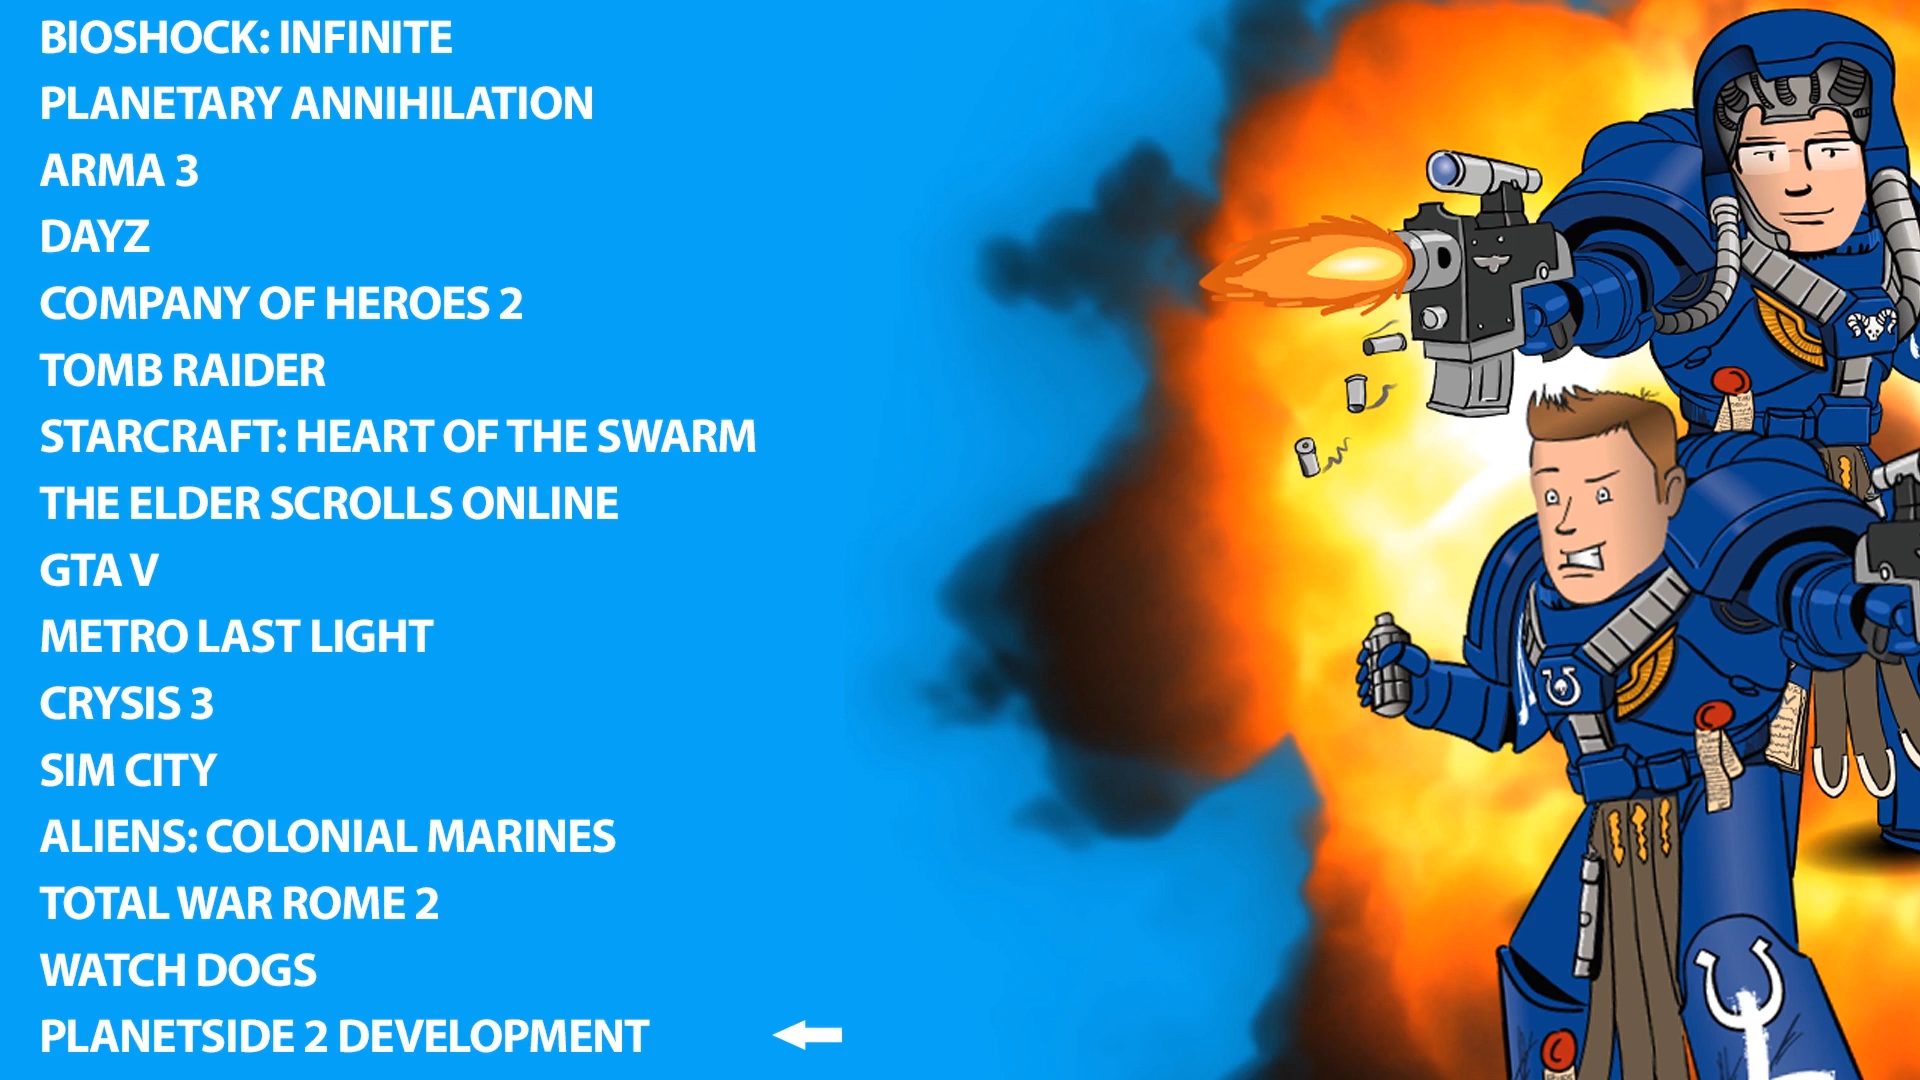 BIOSHOCK: INFINITE
PLANETARY ANNIHILATION
ARMA 3
DAYZ
COMPANY OF HEROES 2
TOMB RAIDER
STARCRAFT: HEART OF THE SWARM
THE ELDER SCROLLS ONLINE
GTA V
METRO LAST LIGHT
CRYSIS 3
SIM CITY
ALIENS: COLONIAL MARINES
TOTAL WAR ROME 2
WATCH DOGS
PLANETSIDE 2 DEVELOPMENT